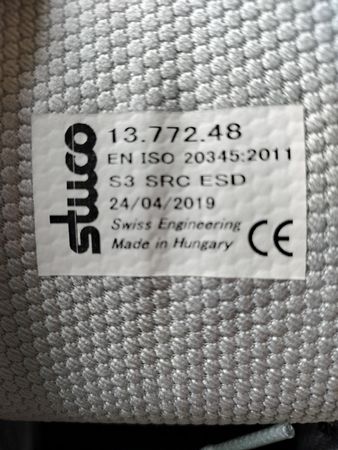 stuco
13.772.48
EN ISO 20345:2011
S3 SRC ESD
24/04/2019
Swiss Engineering
Made in Hungary CE